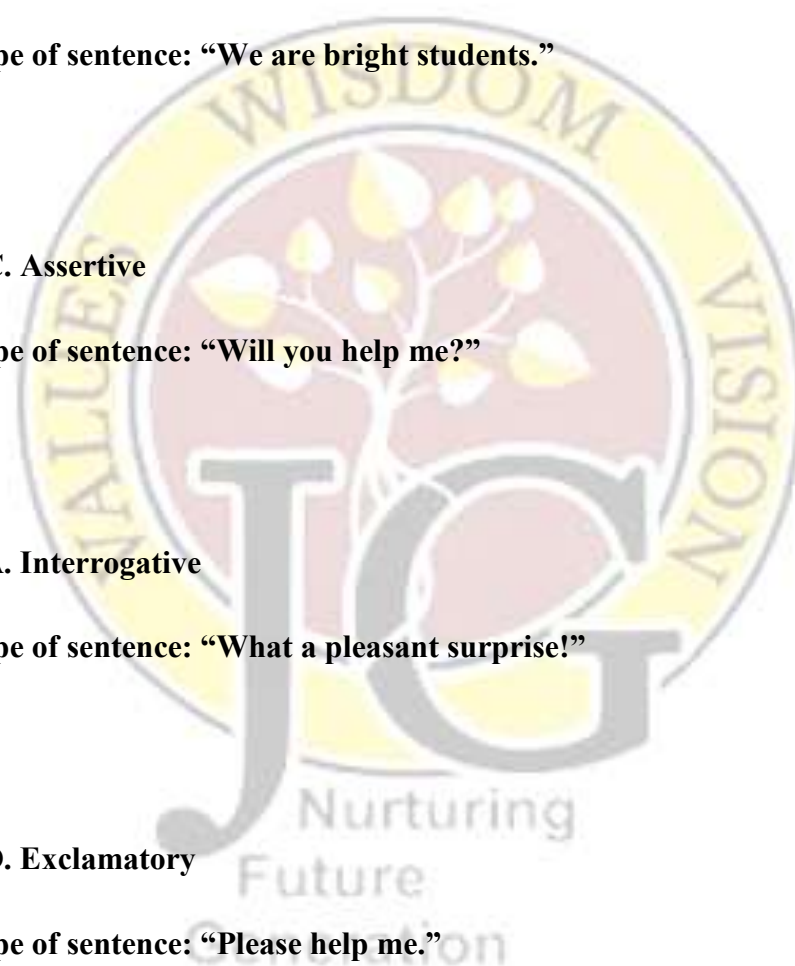 pe of sentence: “We are bright students.”
WISDOM
VALUES
VISION
C. Assertive
pe of sentence: “Will you help me?”
A. Interrogative
pe of sentence: “What a pleasant surprise!”
JG
Nurturing
D. Exclamatory
Future
pe of sentence: “Please help me.”
Generation